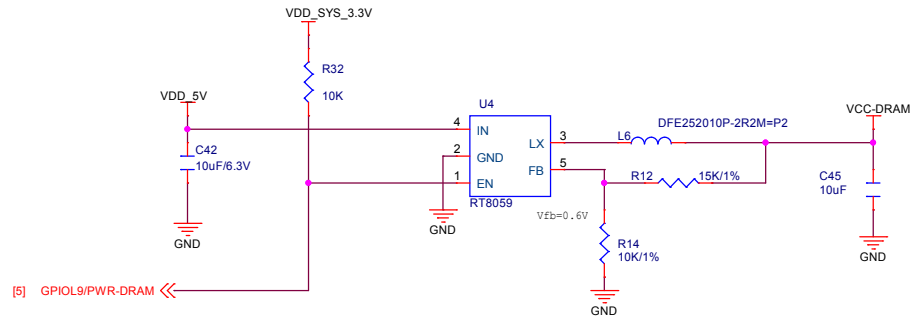 VDD_SYS_3.3V
R32
10K
VDD_5V
U4
VCC-DRAM
DFE252010P-2R2M=P2
4
IN
LX
3
L6
C42
10uF/6.3V
2
GND
FB
5
1
EN
R12
15K/1%
C45
10uF
RT8059
Vfb=0.6V
GND
GND
R14
10K/1%
GND
[5] GPIOL9/PWR-DRAM
GND